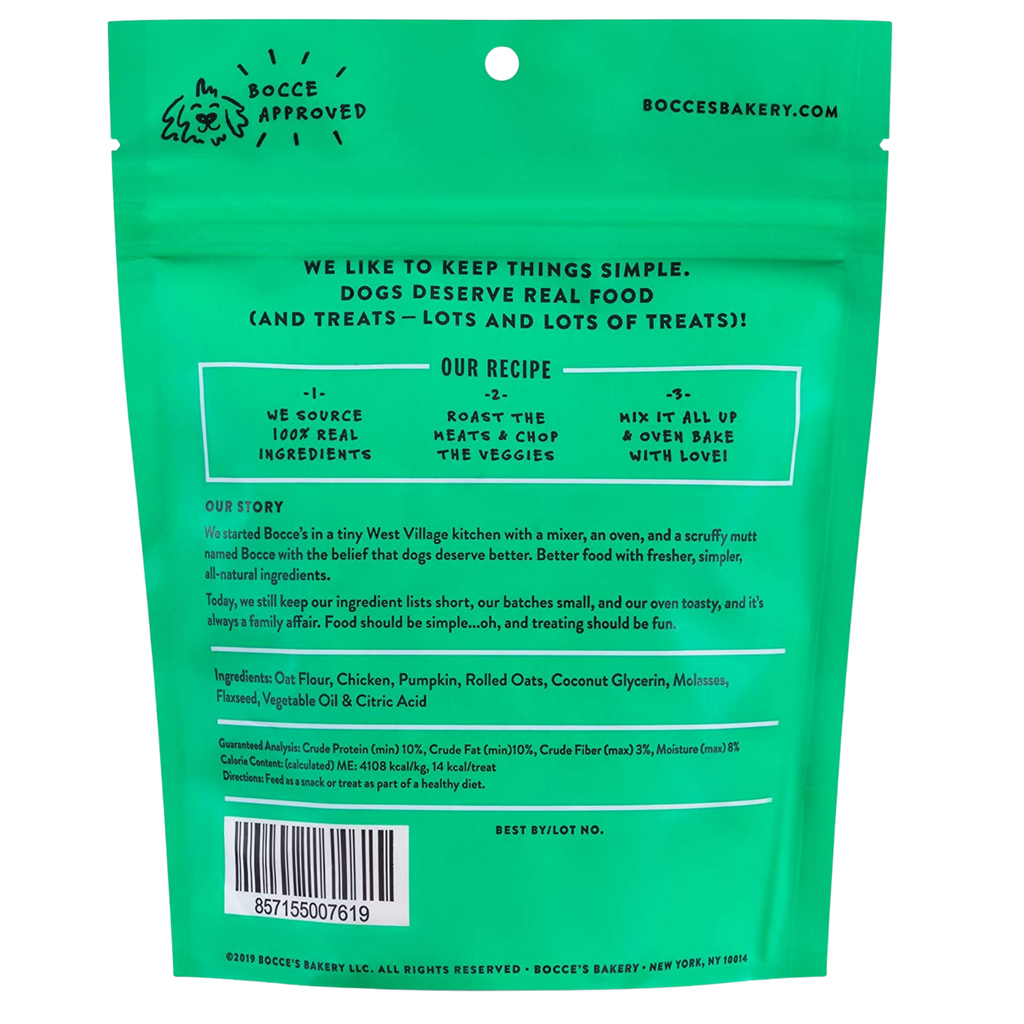 BOCCE
APPROVED
BOCCESBAKERY.COM
WE LIKE TO KEEP THINGS SIMPLE.
DOGS DESERVE REAL FOOD
(AND TREATS — LOTS AND LOTS OF TREATS)!
OUR RECIPE
-1-
WE SOURCE
100% REAL
INGREDIENTS
-2-
ROAST THE
MEATS & CHOP
THE VEGGIES
-3-
MIX IT ALL UP
& OVEN BAKE
WITH LOVE!
OUR STORY
We started Bocce's in a tiny West Village kitchen with a mixer, an oven, and a scruffy mutt
named Bocce with the belief that dogs deserve better. Better food with fresher, simpler,
all-natural ingredients.
Today, we still keep our ingredient lists short, our batches small, and our oven toasty, and it's
always a family affair. Food should be simple...oh, and treating should be fun.
Ingredients: Oat Flour, Chicken, Pumpkin, Rolled Oats, Coconut Glycerin, Molasses,
Flaxseed, Vegetable Oil & Citric Acid
Guaranteed Analysis: Crude Protein (min) 10%, Crude Fat (min)10%, Crude Fiber (max) 3%, Moisture (max) 8%
Calorie Content: (calculated) ME: 4108 kcal/kg, 14 kcal/treat
Directions: Feed as a snack or treat as part of a healthy diet.
BEST BY/LOT NO.
857155007619
©2019 BOCCE'S BAKERY LLC. ALL RIGHTS RESERVED • BOCCE'S BAKERY • NEW YORK, NY 10014